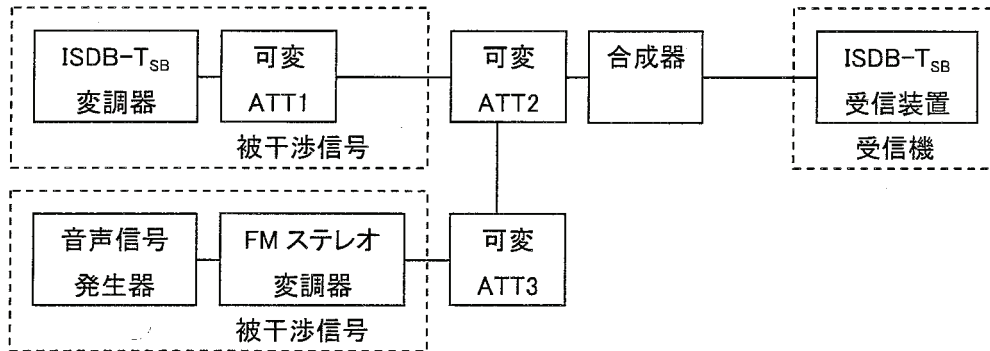 ISDB-TSB
変調器
可変
ATT1
被干渉信号
可変
ATT2
合成器
ISDB-TSB
受信装置
受信機
音声信号
発生器
FM ステレオ
変調器
被干渉信号
可変
ATT3